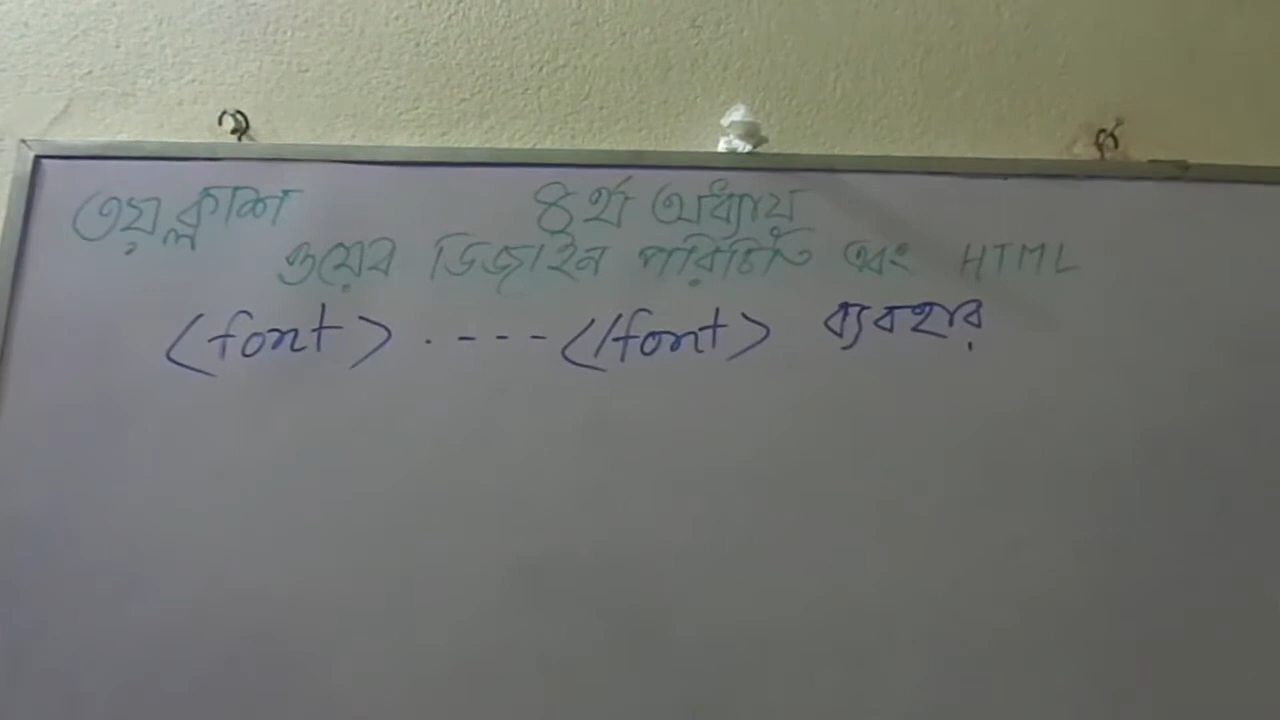 ৩য় ক্লাশ ৪র্থ অধ্যায়
ওয়েব ডিজাইন পরিচিতি এবং HTML
<font> .---- </font> ব্যবহার